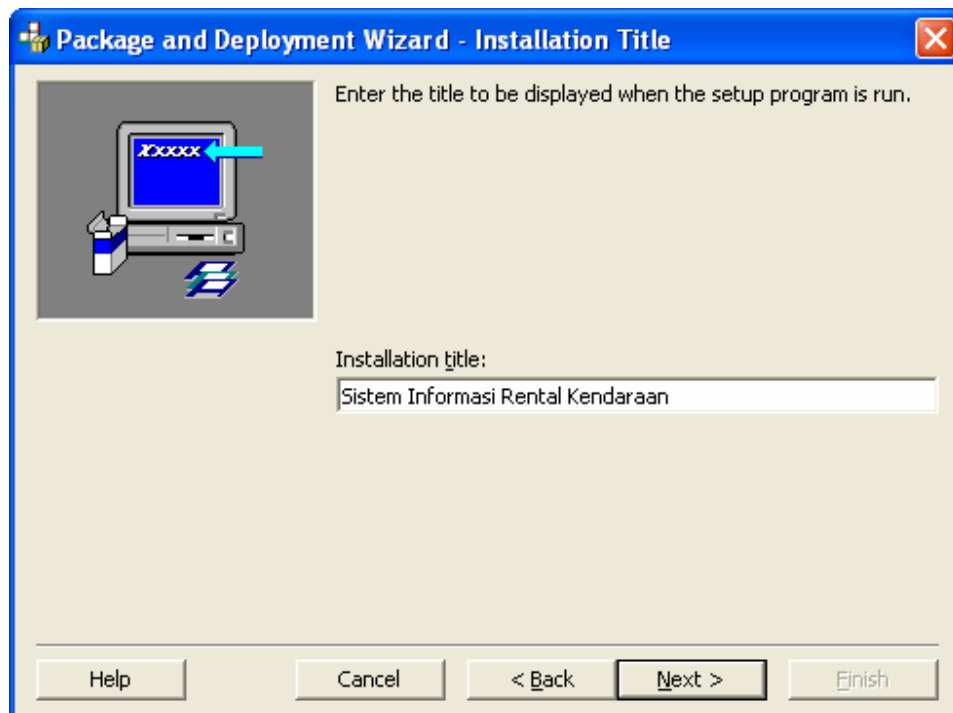 Package and Deployment Wizard - Installation Title
Enter the title to be displayed when the setup program is run.
Xxxxx
Installation title:
Sistem Informasi Rental Kendaraan
Help
Cancel
< Back
Next >
Finish